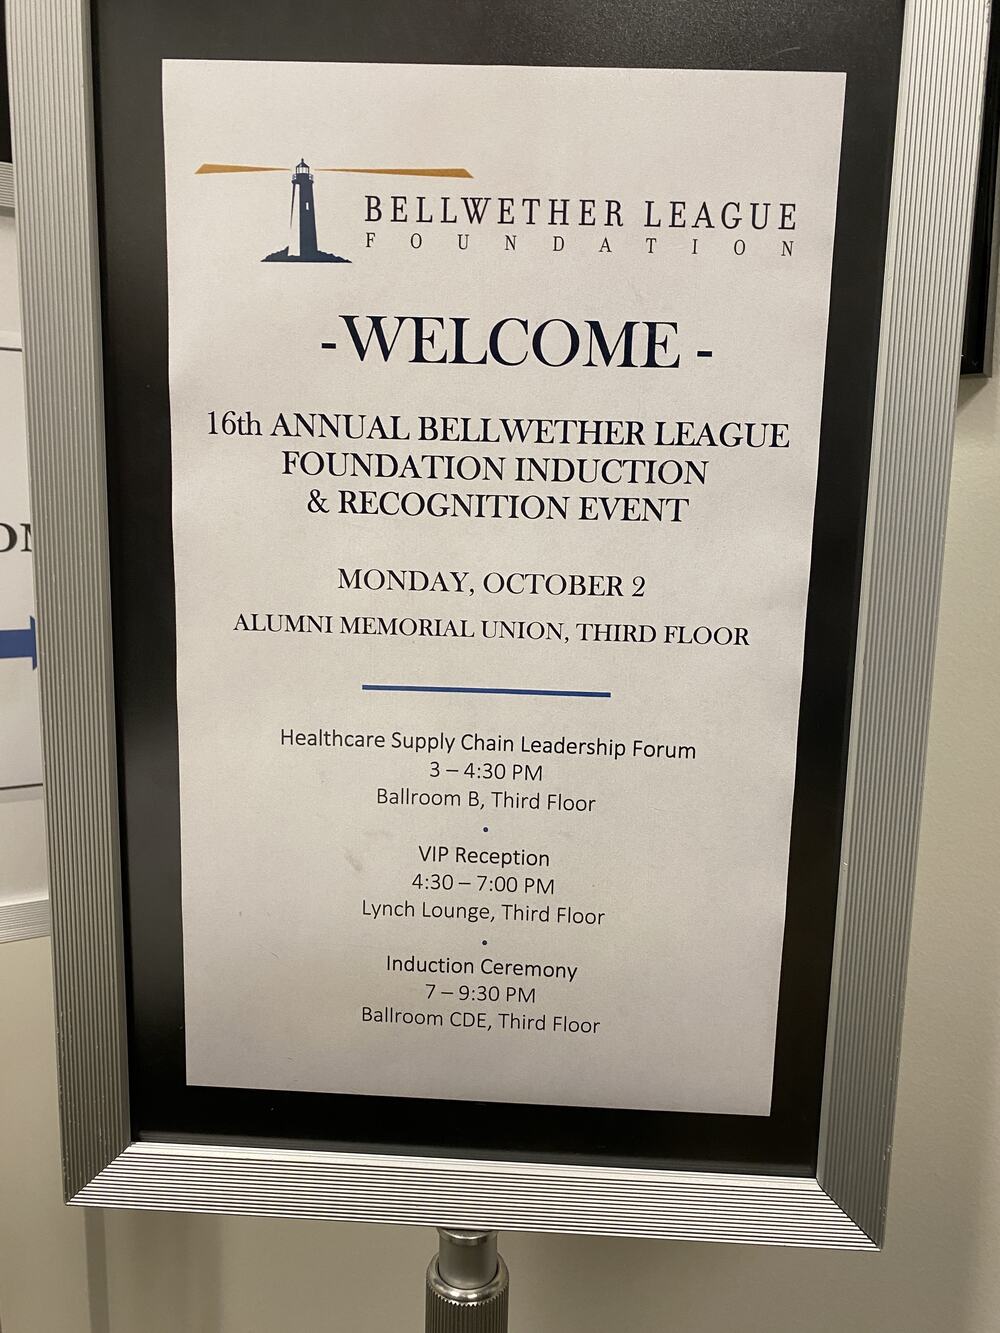 BELLWETHER LEAGUE
FOUNDATION
-WELCOME -
16th ANNUAL BELLWETHER LEAGUE
FOUNDATION INDUCTION
& RECOGNITION EVENT
MONDAY, OCTOBER 2
ALUMNI MEMORIAL UNION, THIRD FLOOR
Healthcare Supply Chain Leadership Forum
3 – 4:30 PM
Ballroom B, Third Floor
•
VIP Reception
4:30 – 7:00 PM
Lynch Lounge, Third Floor
•
Induction Ceremony
7 – 9:30 PM
Ballroom CDE, Third Floor